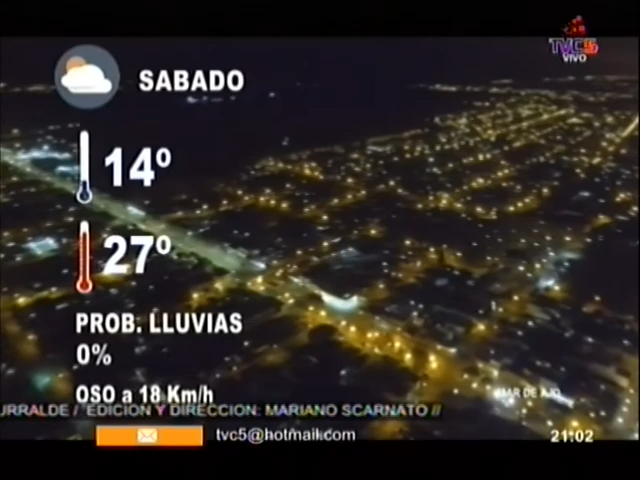 TVC5
VIVO
SABADO
14º
27º
PROB. LLUVIAS
0%
OSO a 18 Km/h
URRALDE / EDICION Y DIRECCION: MARIANO SCARNATO //
MAR DE AJO
tvc5@hotmail.com
21:02